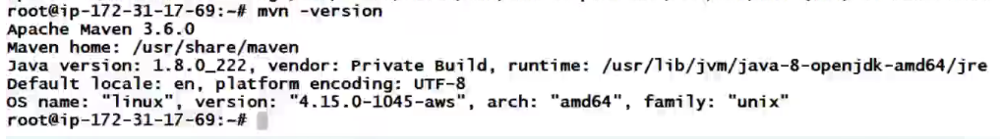 root@ip-172-31-17-69:~# mvn -version
Apache Maven 3.6.0
Maven home: /usr/share/maven
Java version: 1.8.0_222, vendor: Private Build, runtime: /usr/lib/jvm/java-8-openjdk-amd64/jre
Default locale: en, platform encoding: UTF-8
OS name: "linux", version: "4.15.0-1045-aws", arch: "amd64", family: "unix"
root@ip-172-31-17-69:~#